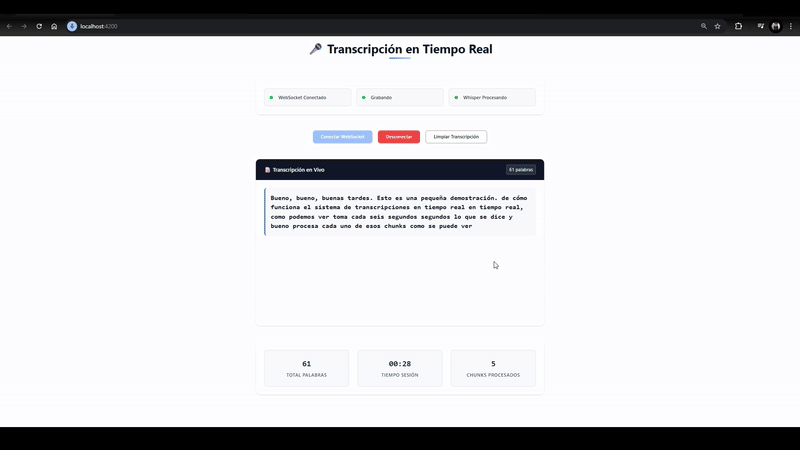 localhost:4200
Transcripción en Tiempo Real
WebSocket Conectado
Grabando
Whisper Procesando
Conectar WebSocket
Desconectar
Limpiar Transcripción
Transcripción en Vivo
61 palabras
Bueno, bueno, buenas tardes. Esto es una pequeña demostración. de cómo
funciona el sistema de transcripciones en tiempo real en tiempo real,
como podemos ver toma cada seis segundos segundos lo que se dice y
bueno procesa cada uno de esos chunks como se puede ver
61
TOTAL PALABRAS
00:28
TIEMPO SESIÓN
5
CHUNKS PROCESADOS